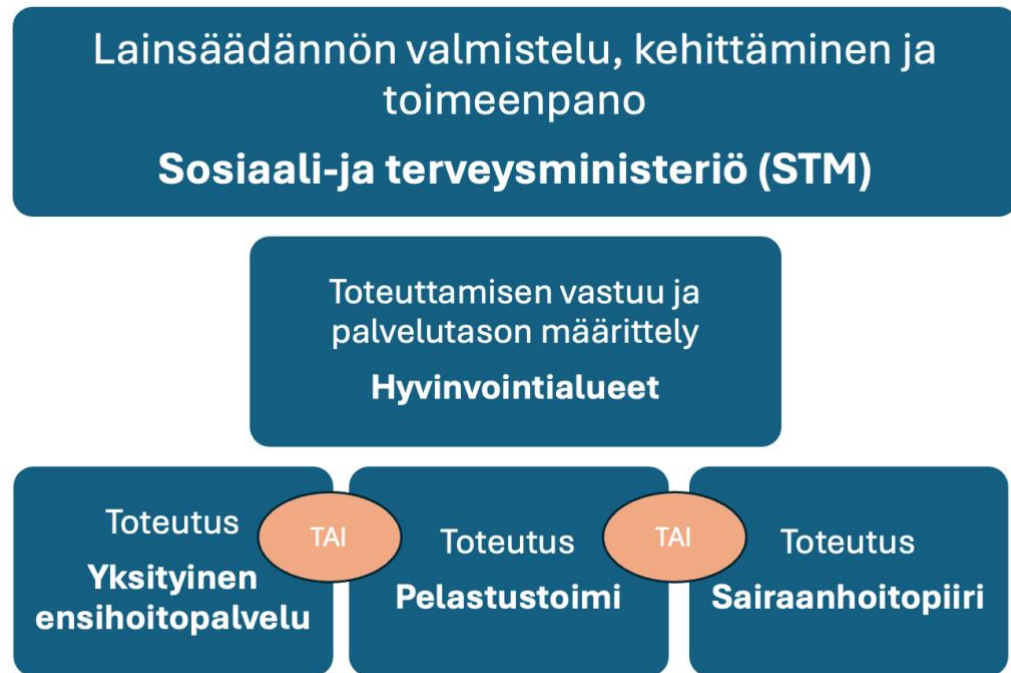 Lainsäädännön valmistelu, kehittäminen ja
toimeenpano
Sosiaali-ja terveysministeriö (STM)
Toteuttamisen vastuu ja
palvelutason määrittely
Hyvinvointialueet
Toteutus
Yksityinen
ensihoitopalvelu
TAI
Toteutus
Pelastustoimi
TAI
Toteutus
Sairaanhoitopiiri